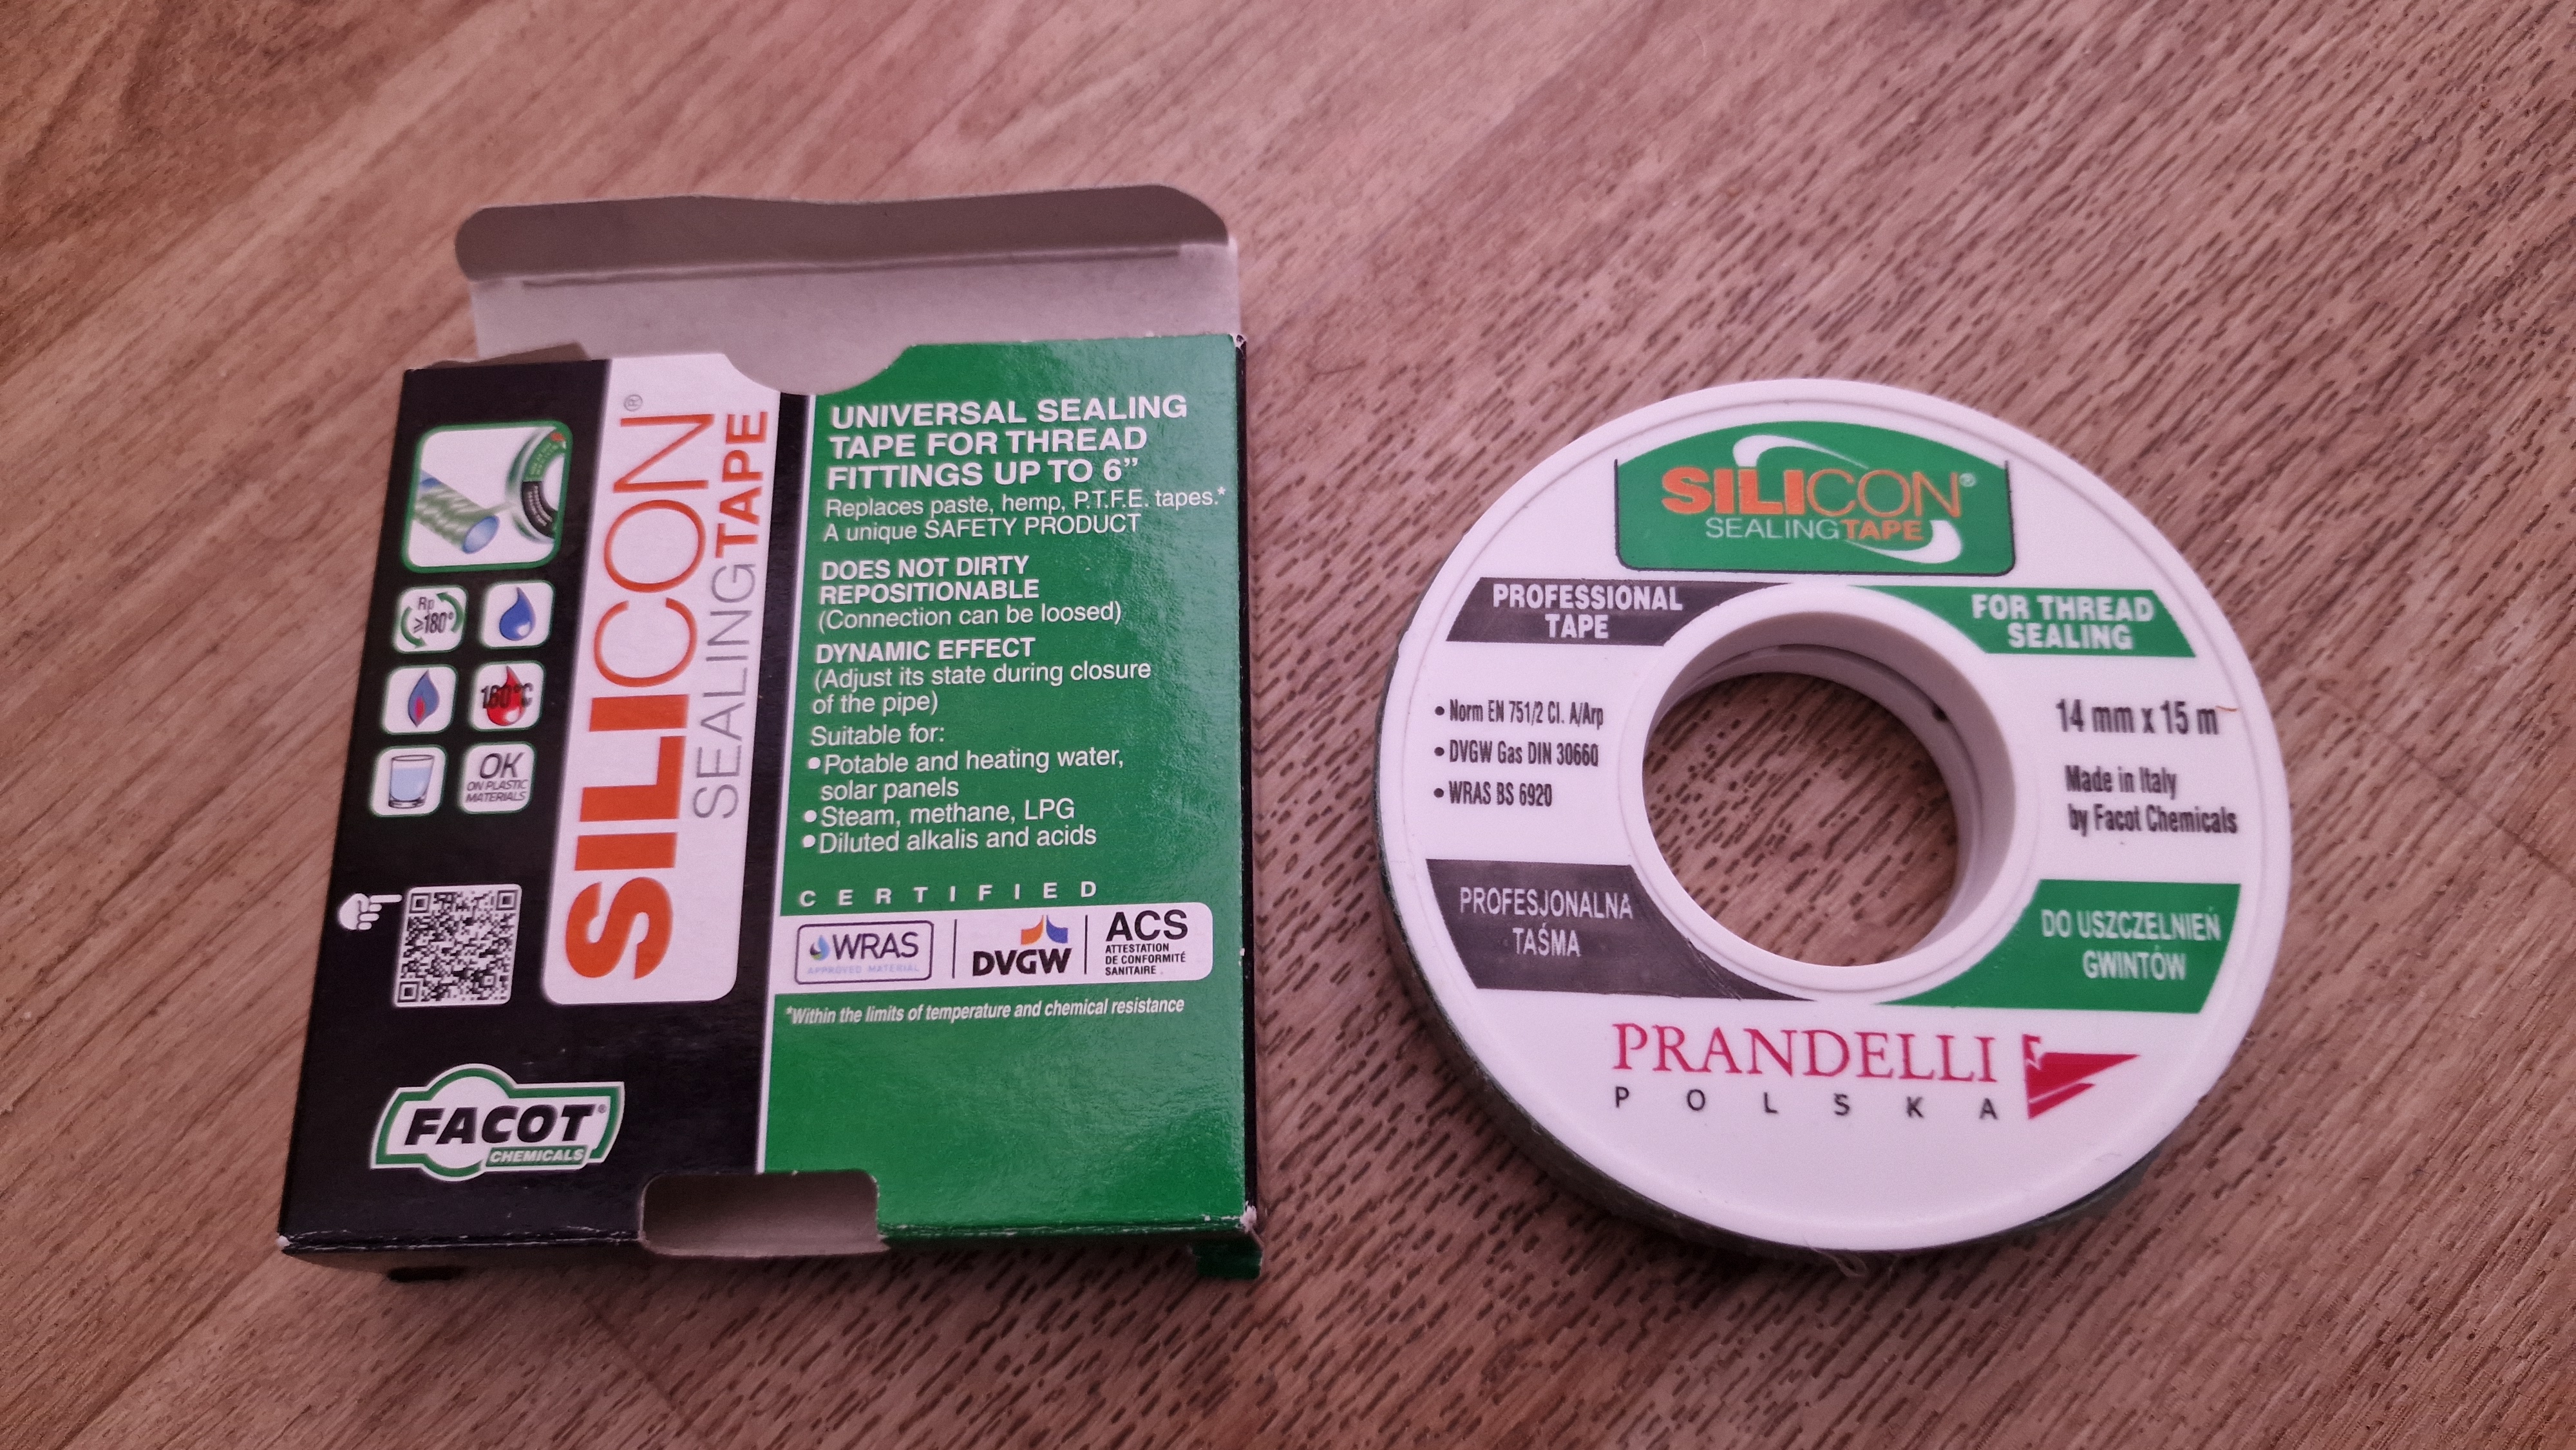 Rp
≥180°
OK
ON PLASTIC
MATERIALS
SILICON®
SEALINGTAPE
FACOT®
CHEMICALS
UNIVERSAL SEALING
TAPE FOR THREAD
FITTINGS UP TO 6”
Replaces paste, hemp, P.T.F.E. tapes.*
A unique SAFETY PRODUCT
DOES NOT DIRTY
REPOSITIONABLE
(Connection can be loosed)
DYNAMIC EFFECT
(Adjust its state during closure
of the pipe)
Suitable for:
•Potable and heating water,
solar panels
•Steam, methane, LPG
•Diluted alkalis and acids
CERTIFIED
WRAS
APPROVED MATERIAL
DVGW
ACS
ATTESTATION
DE CONFORMITÉ
SANITAIRE
*Within the limits of temperature and chemical resistance
SILICON®
SEALINGTAPE
PROFESSIONAL
TAPE
FOR THREAD
SEALING
• Norm EN 751/2 Cl. A/Arp
• DVGW Gas DIN 30660
• WRAS BS 6920
14 mm x 15 m
Made in Italy
by Facot Chemicals
PROFESJONALNA
TAŚMA
DO USZCZELNIEŃ
GWINTÓW
PRANDELLI
POLSKA